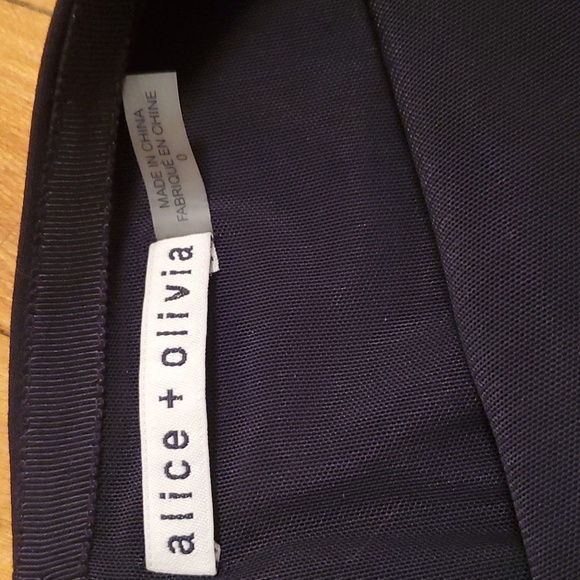 MADE IN CHINA
FABRIQUÉ EN CHINE
0
alice + olivia